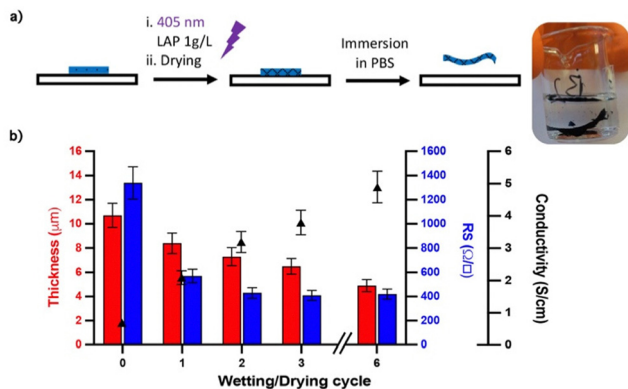 a)
i. 405 nm
LAP 1g/L
ii. Drying
Immersion
in PBS
b)
Thickness (μm)
16
14
12
10
8
6
4
2
0
0 1 2 3 6
Wetting/Drying cycle
1600
1400
1200
1000
800
600
400
200
0
RS (Ω/□)
6
5
4
3
2
1
0
Conductivity (S/cm)